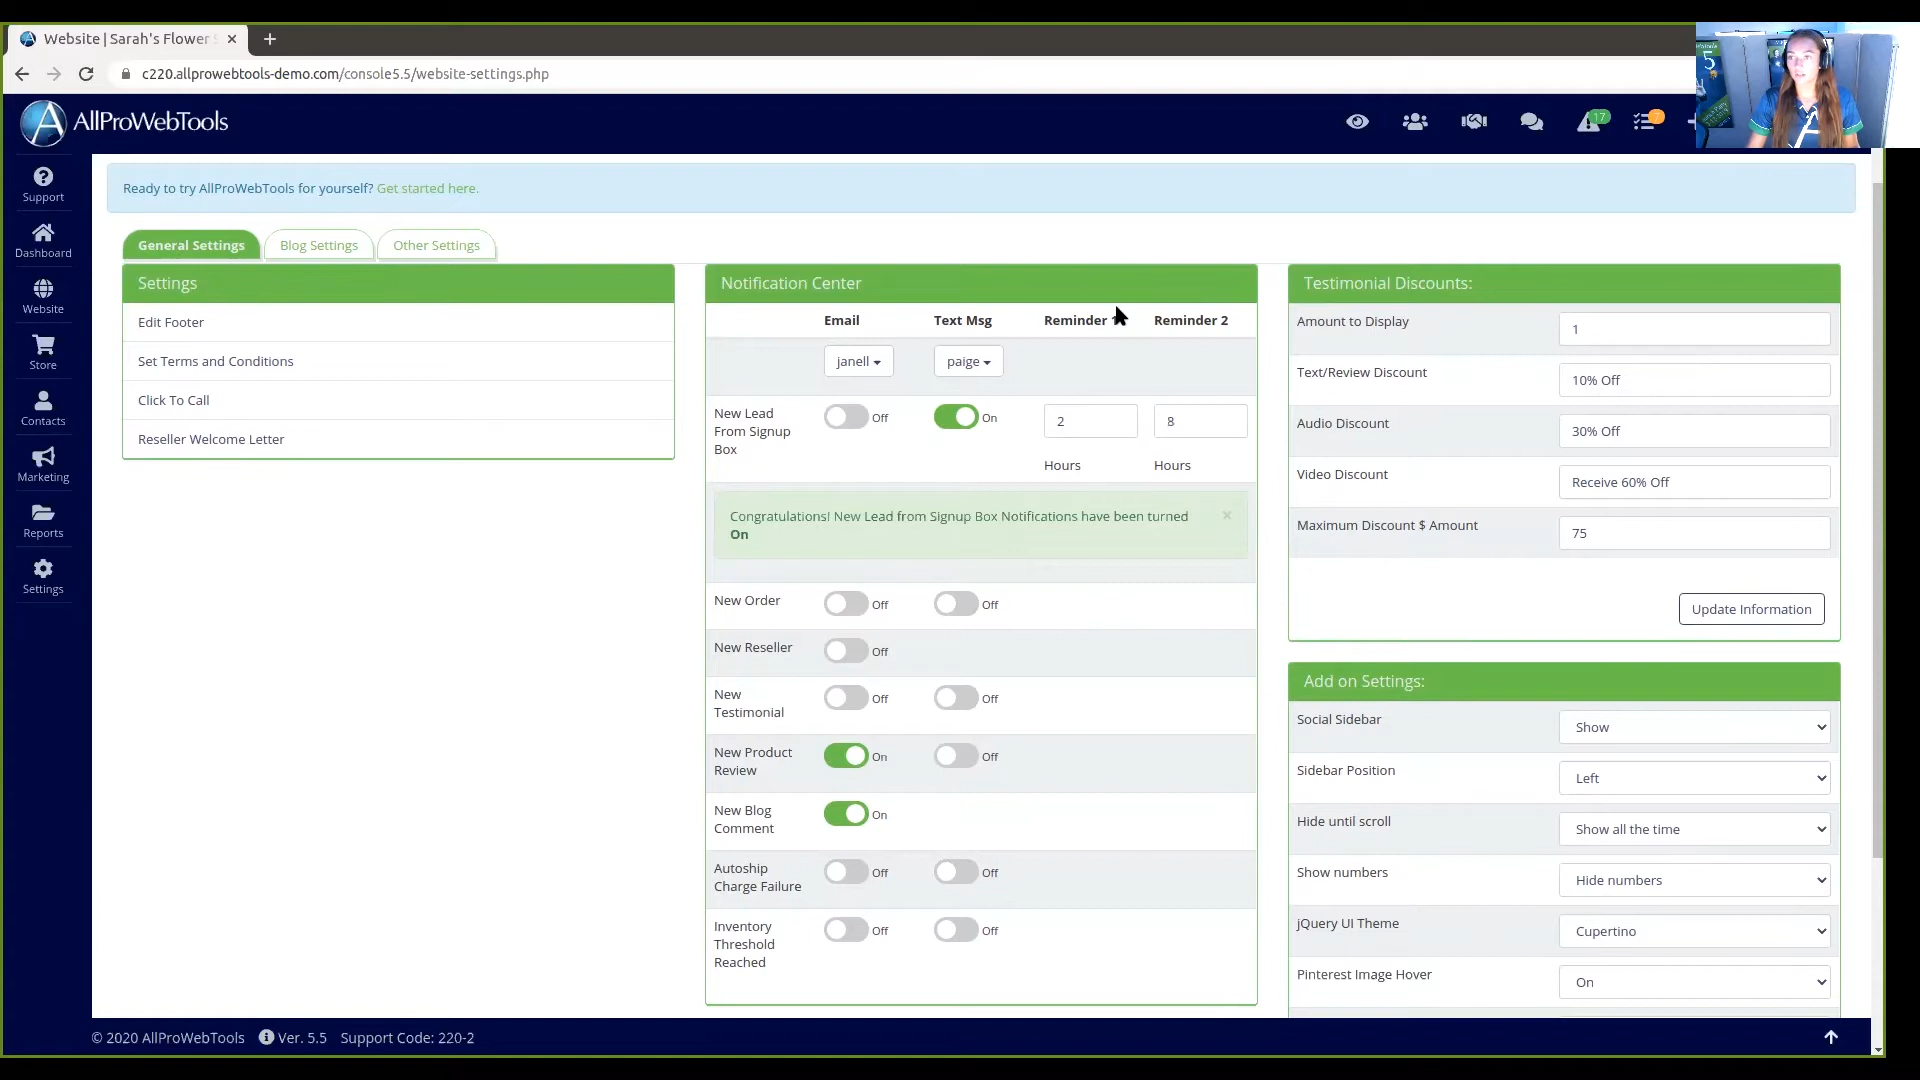 Website | Sarah's Flower S
c220.allprowebtools-demo.com/console5.5/website-settings.php
AllProWebTools
17
7
5
Support
Dashboard
Website
Store
Contacts
Marketing
Reports
Settings
Ready to try AllProWebTools for yourself? Get started here.
General Settings
Blog Settings
Other Settings
Settings
Edit Footer
Set Terms and Conditions
Click To Call
Reseller Welcome Letter
Notification Center
Email Text Msg Reminder 1 Reminder 2
janell paige
New Lead From Signup Box Off On 2 Hours 8 Hours
Congratulations! New Lead from Signup Box Notifications have been turned
On
New Order Off Off
New Reseller Off
New Testimonial Off Off
New Product Review On Off
New Blog Comment On
Autoship Charge Failure Off Off
Inventory Threshold Reached Off Off
Testimonial Discounts:
Amount to Display 1
Text/Review Discount 10% Off
Audio Discount 30% Off
Video Discount Receive 60% Off
Maximum Discount $ Amount 75
Update Information
Add on Settings:
Social Sidebar Show
Sidebar Position Left
Hide until scroll Show all the time
Show numbers Hide numbers
jQuery UI Theme Cupertino
Pinterest Image Hover On
© 2020 AllProWebTools Ver. 5.5 Support Code: 220-2